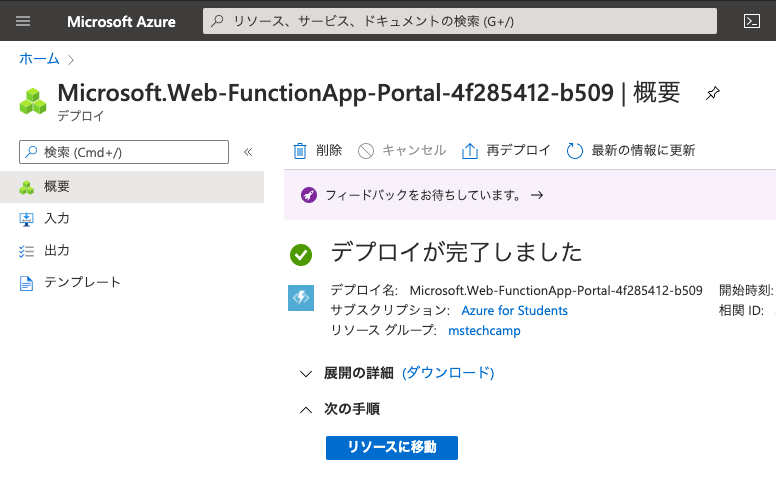 Microsoft Azure
リソース、サービス、ドキュメントの検索 (G+/)
ホーム
Microsoft.Web-FunctionApp-Portal-4f285412-b509 | 概要
デプロイ
検索 (Cmd+/)
概要
入力
出力
テンプレート
削除 キャンセル 再デプロイ 最新の情報に更新
フィードバックをお待ちしています。 →
デプロイが完了しました
デプロイ名: Microsoft.Web-FunctionApp-Portal-4f285412-b509 開始時刻:
サブスクリプション: Azure for Students 相関 ID:
リソース グループ: mstechcamp
展開の詳細 (ダウンロード)
次の手順
リソースに移動